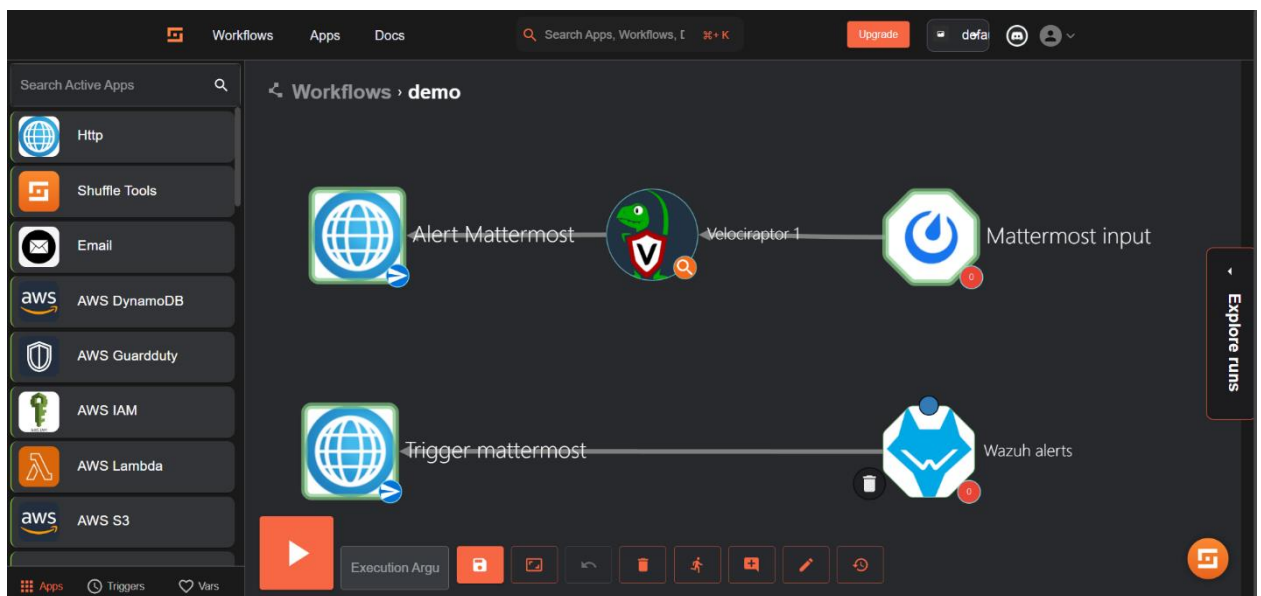 Workflows Apps Docs Search Apps, Workflows, D ⌘+ K Upgrade defai
Search Active Apps
Workflows › demo
Http
Shuffle Tools
Email
AWS DynamoDB
AWS Guardduty
AWS IAM
AWS Lambda
AWS S3
Alert Mattermost
V
Velociraptor 1
Mattermost input
0
Explore runs
Trigger mattermost
Wazuh alerts
0
Execution Argu
Apps Triggers Vars
aws
aws